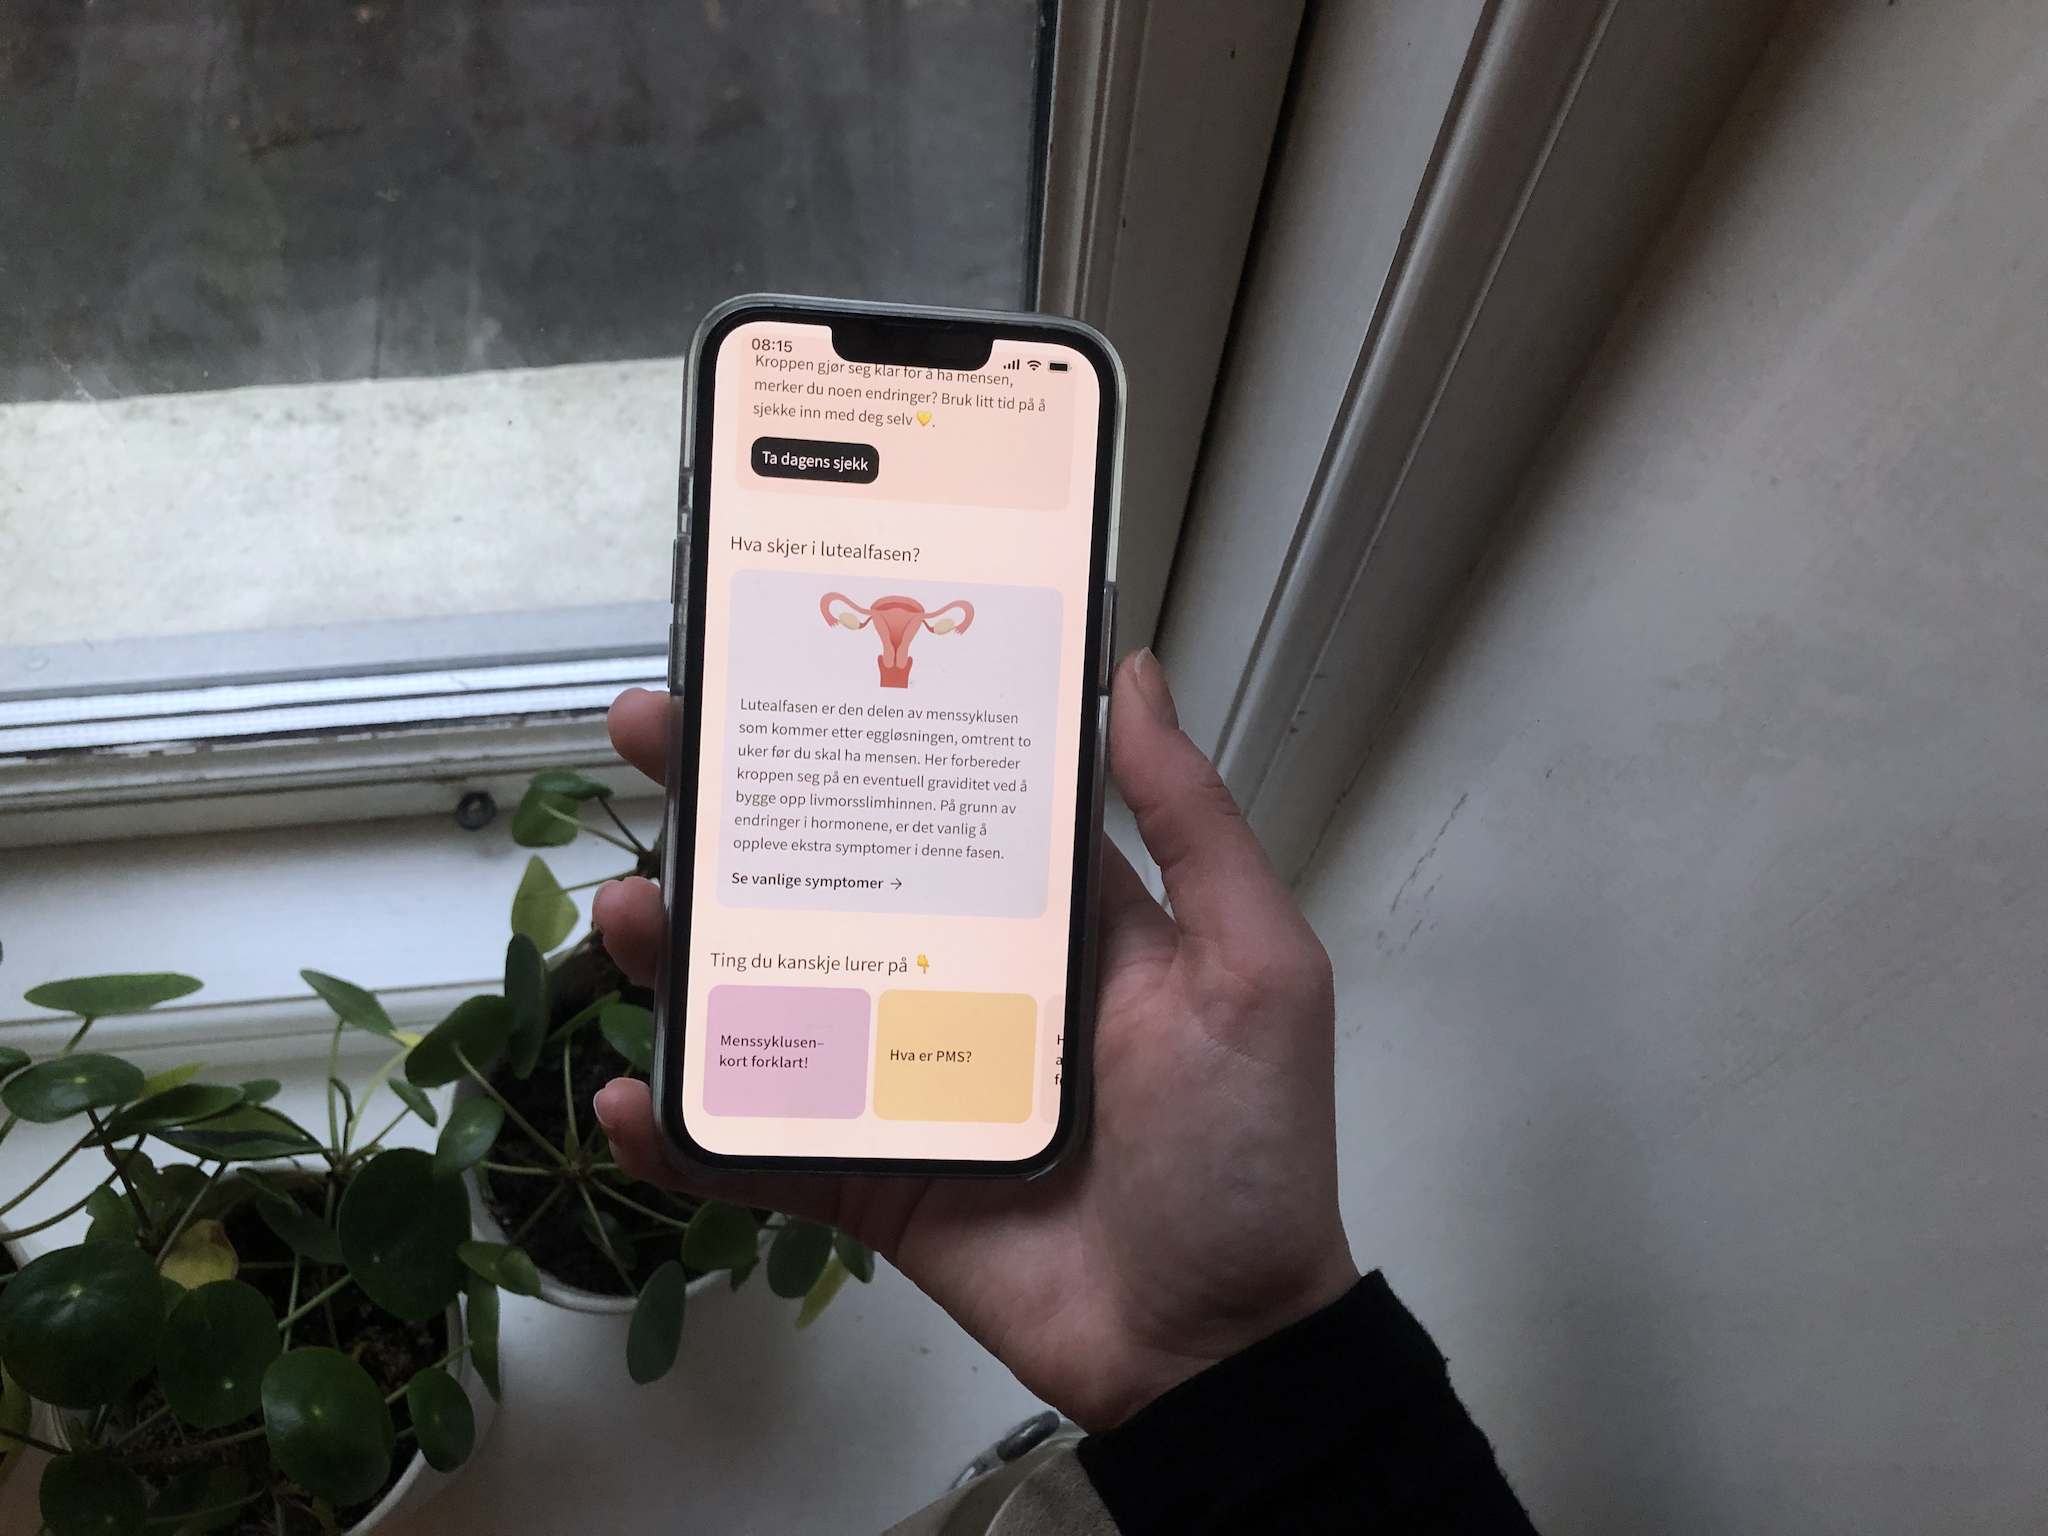 08:15
Kroppen gjør seg klar for å ha mensen,
merker du noen endringer? Bruk litt tid på å
sjekke inn med deg selv 💛.
Ta dagens sjekk
Hva skjer i lutealfasen?
Lutealfasen er den delen av menssyklusen
som kommer etter eggløsningen, omtrent to
uker før du skal ha mensen. Her forbereder
kroppen seg på en eventuell graviditet ved å
bygge opp livmorsslimhinnen. På grunn av
endringer i hormonene, er det vanlig å
oppleve ekstra symptomer i denne fasen.
Se vanlige symptomer →
Ting du kanskje lurer på 👇
Menssyklusen–
kort forklart!
Hva er PMS?